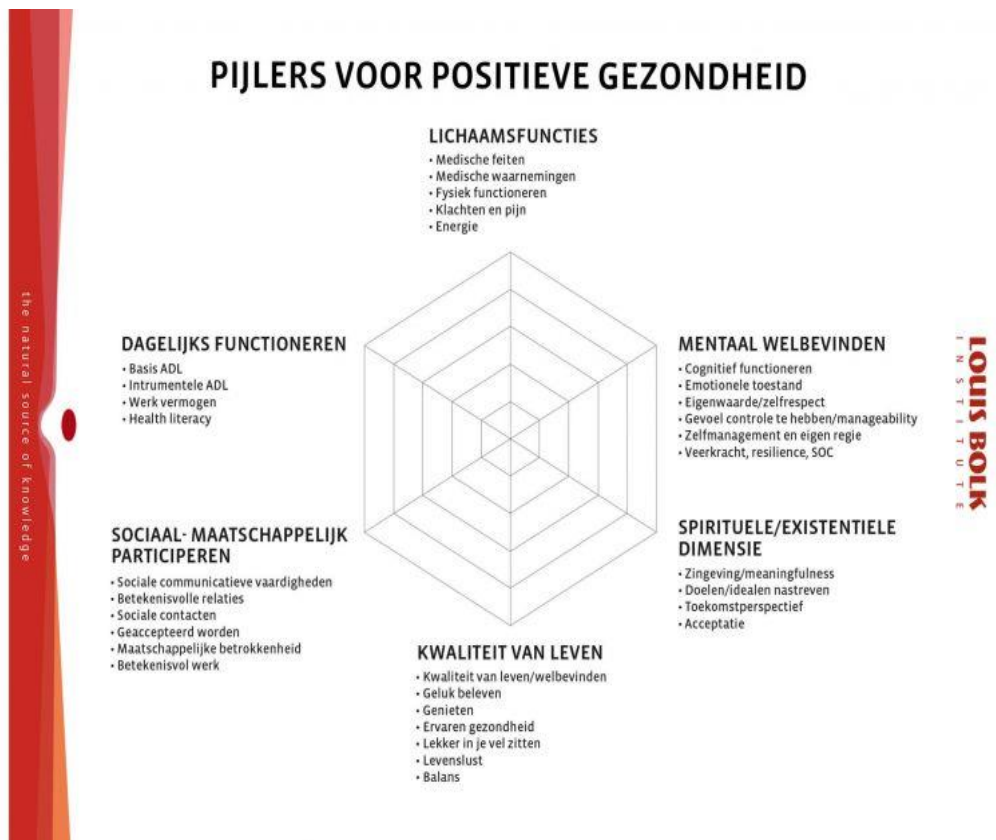 PIJLERS VOOR POSITIEVE GEZONDHEID
LICHAAMSFUNCTIES
• Medische feiten
• Medische waarnemingen
• Fysiek functioneren
• Klachten en pijn
• Energie
DAGELIJKS FUNCTIONEREN
• Basis ADL
• Intrumentele ADL
• Werk vermogen
• Health literacy
MENTAAL WELBEVINDEN
• Cognitief functioneren
• Emotionele toestand
• Eigenwaarde/zelfrespect
• Gevoel controle te hebben/manageability
• Zelfmanagement en eigen regie
• Veerkracht, resilience, SOC
SOCIAAL- MAATSCHAPPELIJK
PARTICIPEREN
• Sociale communicatieve vaardigheden
• Betekenisvolle relaties
• Sociale contacten
• Geaccepteerd worden
• Maatschappelijke betrokkenheid
• Betekenisvol werk
SPIRITUELE/EXISTENTIELE
DIMENSIE
• Zingeving/meaningfulness
• Doelen/idealen nastreven
• Toekomstperspectief
• Acceptatie
KWALITEIT VAN LEVEN
• Kwaliteit van leven/welbevinden
• Geluk beleven
• Genieten
• Ervaren gezondheid
• Lekker in je vel zitten
• Levenslust
• Balans
the natural source of knowledge
LOUIS BOLK
INSTITUTE